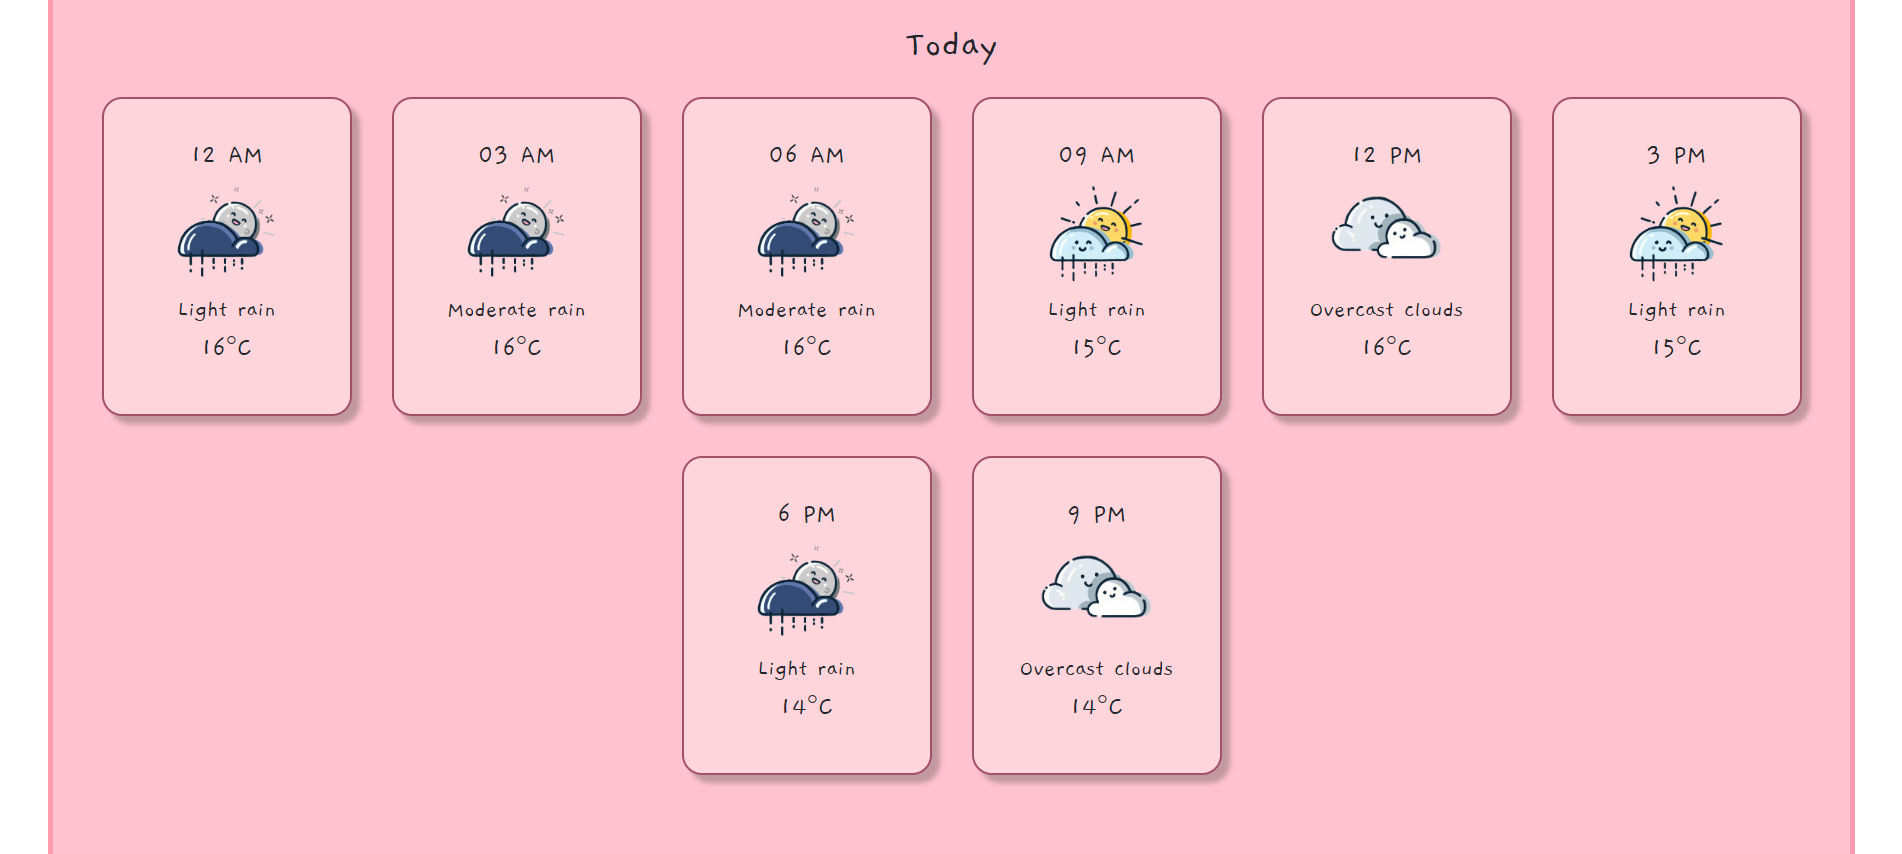 Today
12 AM
Light rain
16°C
03 AM
Moderate rain
16°C
06 AM
Moderate rain
16°C
09 AM
Light rain
15°C
12 PM
Overcast clouds
16°C
3 PM
Light rain
15°C
6 PM
Light rain
14°C
9 PM
Overcast clouds
14°C